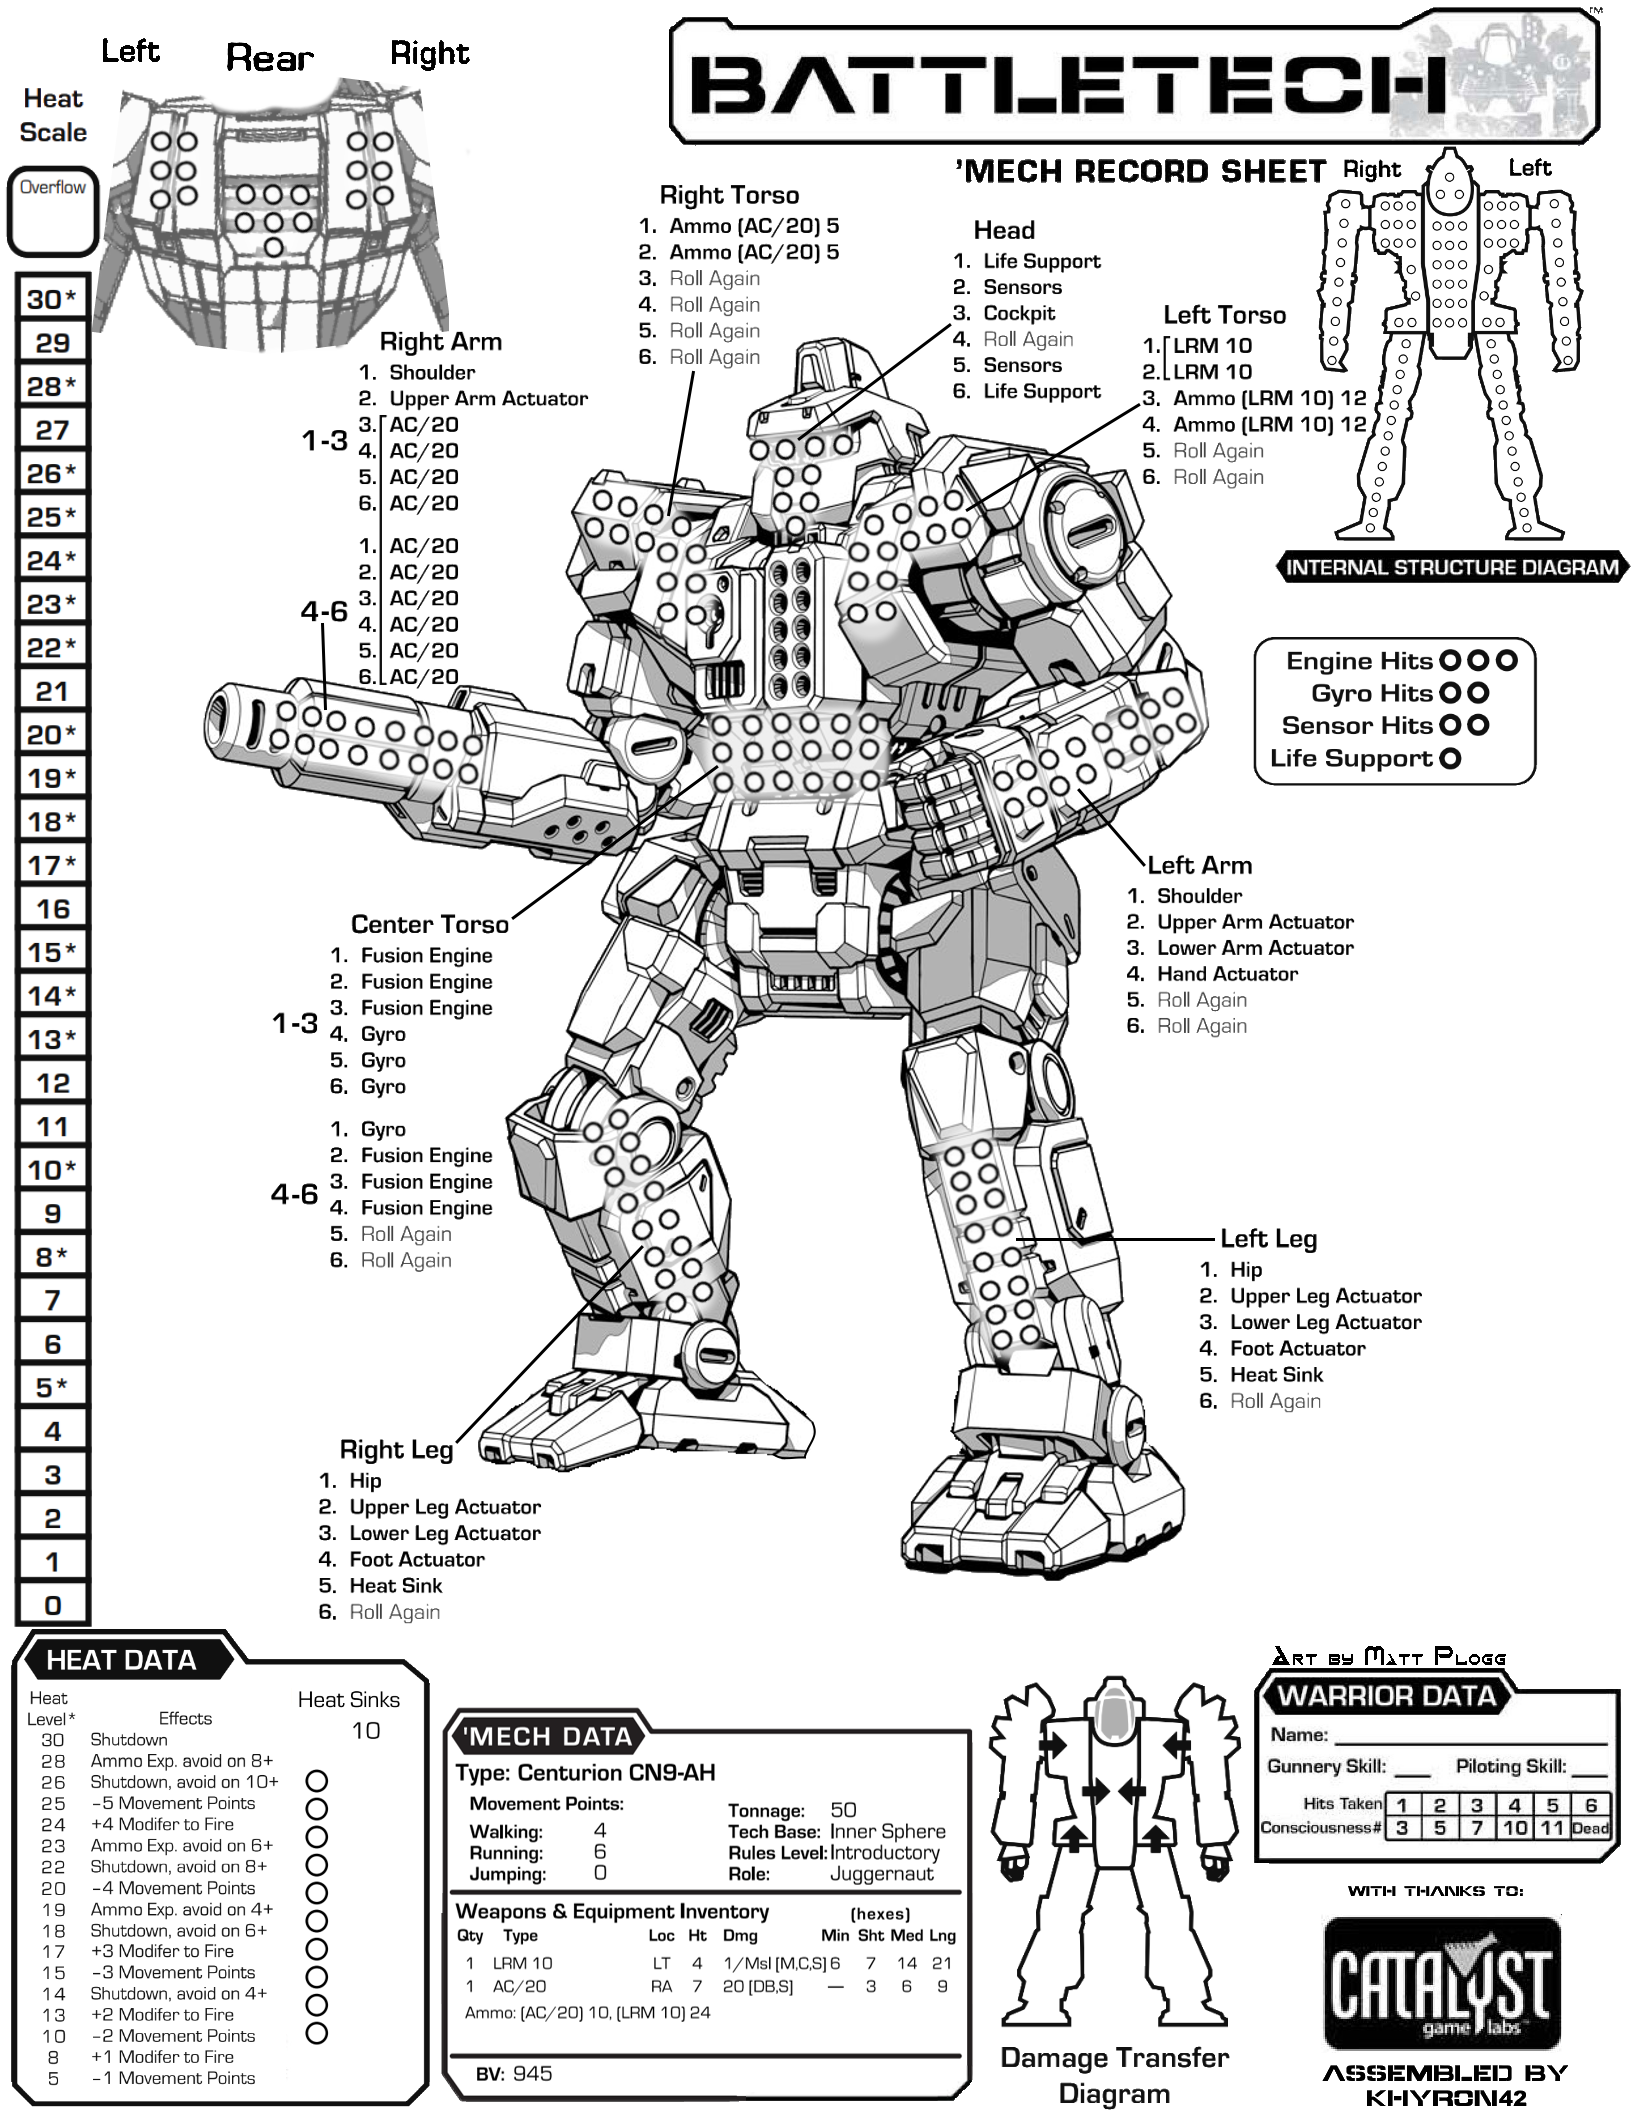 Left Rear Right
BATTLETECH
TM
'MECH RECORD SHEET
Heat
Scale
Overflow
30*
29
28*
27
26*
25*
24*
23*
22*
21
20*
19*
18*
17*
16
15*
14*
13*
12
11
10*
9
8*
7
6
5*
4
3
2
1
0
Right Torso
1. Ammo (AC/20) 5
2. Ammo (AC/20) 5
3. Roll Again
4. Roll Again
5. Roll Again
6. Roll Again
Head
1. Life Support
2. Sensors
3. Cockpit
4. Roll Again
5. Sensors
6. Life Support
Left Torso
1. LRM 10
2. LRM 10
3. Ammo (LRM 10) 12
4. Ammo (LRM 10) 12
5. Roll Again
6. Roll Again
Right Left
INTERNAL STRUCTURE DIAGRAM
Engine Hits
Gyro Hits
Sensor Hits
Life Support
Right Arm
1. Shoulder
2. Upper Arm Actuator
1-3
3. AC/20
4. AC/20
5. AC/20
6. AC/20
4-6
1. AC/20
2. AC/20
3. AC/20
4. AC/20
5. AC/20
6. AC/20
Left Arm
1. Shoulder
2. Upper Arm Actuator
3. Lower Arm Actuator
4. Hand Actuator
5. Roll Again
6. Roll Again
Center Torso
1-3
1. Fusion Engine
2. Fusion Engine
3. Fusion Engine
4. Gyro
5. Gyro
6. Gyro
4-6
1. Gyro
2. Fusion Engine
3. Fusion Engine
4. Fusion Engine
5. Roll Again
6. Roll Again
Left Leg
1. Hip
2. Upper Leg Actuator
3. Lower Leg Actuator
4. Foot Actuator
5. Heat Sink
6. Roll Again
Right Leg
1. Hip
2. Upper Leg Actuator
3. Lower Leg Actuator
4. Foot Actuator
5. Heat Sink
6. Roll Again
HEAT DATA
Heat
Level* Effects
Heat Sinks
10
30 Shutdown
28 Ammo Exp. avoid on 8+
26 Shutdown, avoid on 10+
25 -5 Movement Points
24 +4 Modifer to Fire
23 Ammo Exp. avoid on 6+
22 Shutdown, avoid on 8+
20 -4 Movement Points
19 Ammo Exp. avoid on 4+
18 Shutdown, avoid on 6+
17 +3 Modifer to Fire
15 -3 Movement Points
14 Shutdown, avoid on 4+
13 +2 Modifer to Fire
10 -2 Movement Points
8 +1 Modifer to Fire
5 -1 Movement Points
'MECH DATA
Type: Centurion CN9-AH
Movement Points:
Walking: 4
Running: 6
Jumping: 0
Tonnage: 50
Tech Base: Inner Sphere
Rules Level: Introductory
Role: Juggernaut
Weapons & Equipment Inventory (hexes)
Qty Type Loc Ht Dmg Min Sht Med Lng
1 LRM 10 LT 4 1/Msl [M,C,S] 6 7 14 21
1 AC/20 RA 7 20 [DB,S] — 3 6 9
Ammo: (AC/20) 10, (LRM 10) 24
BV: 945
Damage Transfer
Diagram
Art by Matt Plogg
WARRIOR DATA
Name:
Gunnery Skill: Piloting Skill:
Hits Taken 1 2 3 4 5 6
Consciousness# 3 5 7 10 11 Dead
WITH THANKS TO:
CATALYST
game labs
ASSEMBLED BY
KHYRON42